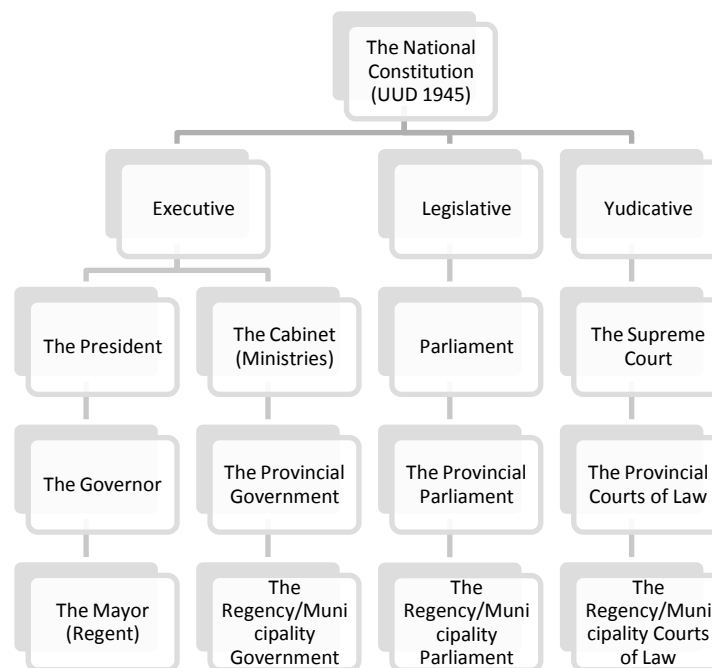 The National
Constitution
(UUD 1945)
Executive
Legislative
Yudicative
The President
The Cabinet
(Ministries)
Parliament
The Supreme
Court
The Governor
The Provincial
Government
The Provincial
Parliament
The Provincial
Courts of Law
The Mayor
(Regent)
The
Regency/Muni
cipality
Government
The
Regency/Muni
cipality
Parliament
The
Regency/Muni
cipality Courts
of Law